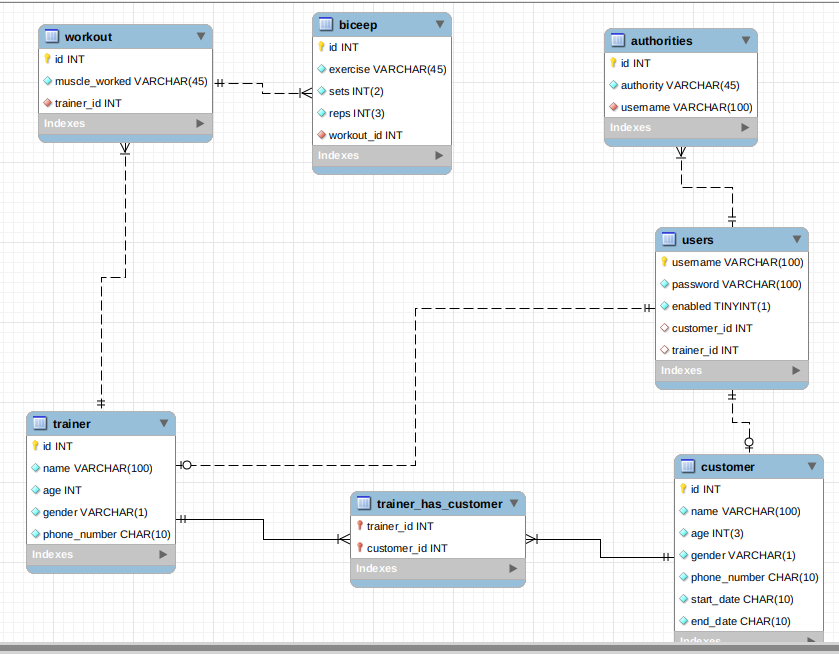 workout
id INT
muscle_worked VARCHAR(45)
trainer_id INT
Indexes
biceep
id INT
exercise VARCHAR(45)
sets INT(2)
reps INT(3)
workout_id INT
Indexes
authorities
id INT
authority VARCHAR(45)
username VARCHAR(100)
Indexes
users
username VARCHAR(100)
password VARCHAR(100)
enabled TINYINT(1)
customer_id INT
trainer_id INT
Indexes
trainer
id INT
name VARCHAR(100)
age INT
gender VARCHAR(1)
phone_number CHAR(10)
Indexes
trainer_has_customer
trainer_id INT
customer_id INT
Indexes
customer
id INT
name VARCHAR(100)
age INT(3)
gender VARCHAR(1)
phone_number CHAR(10)
start_date CHAR(10)
end_date CHAR(10)
Indexes